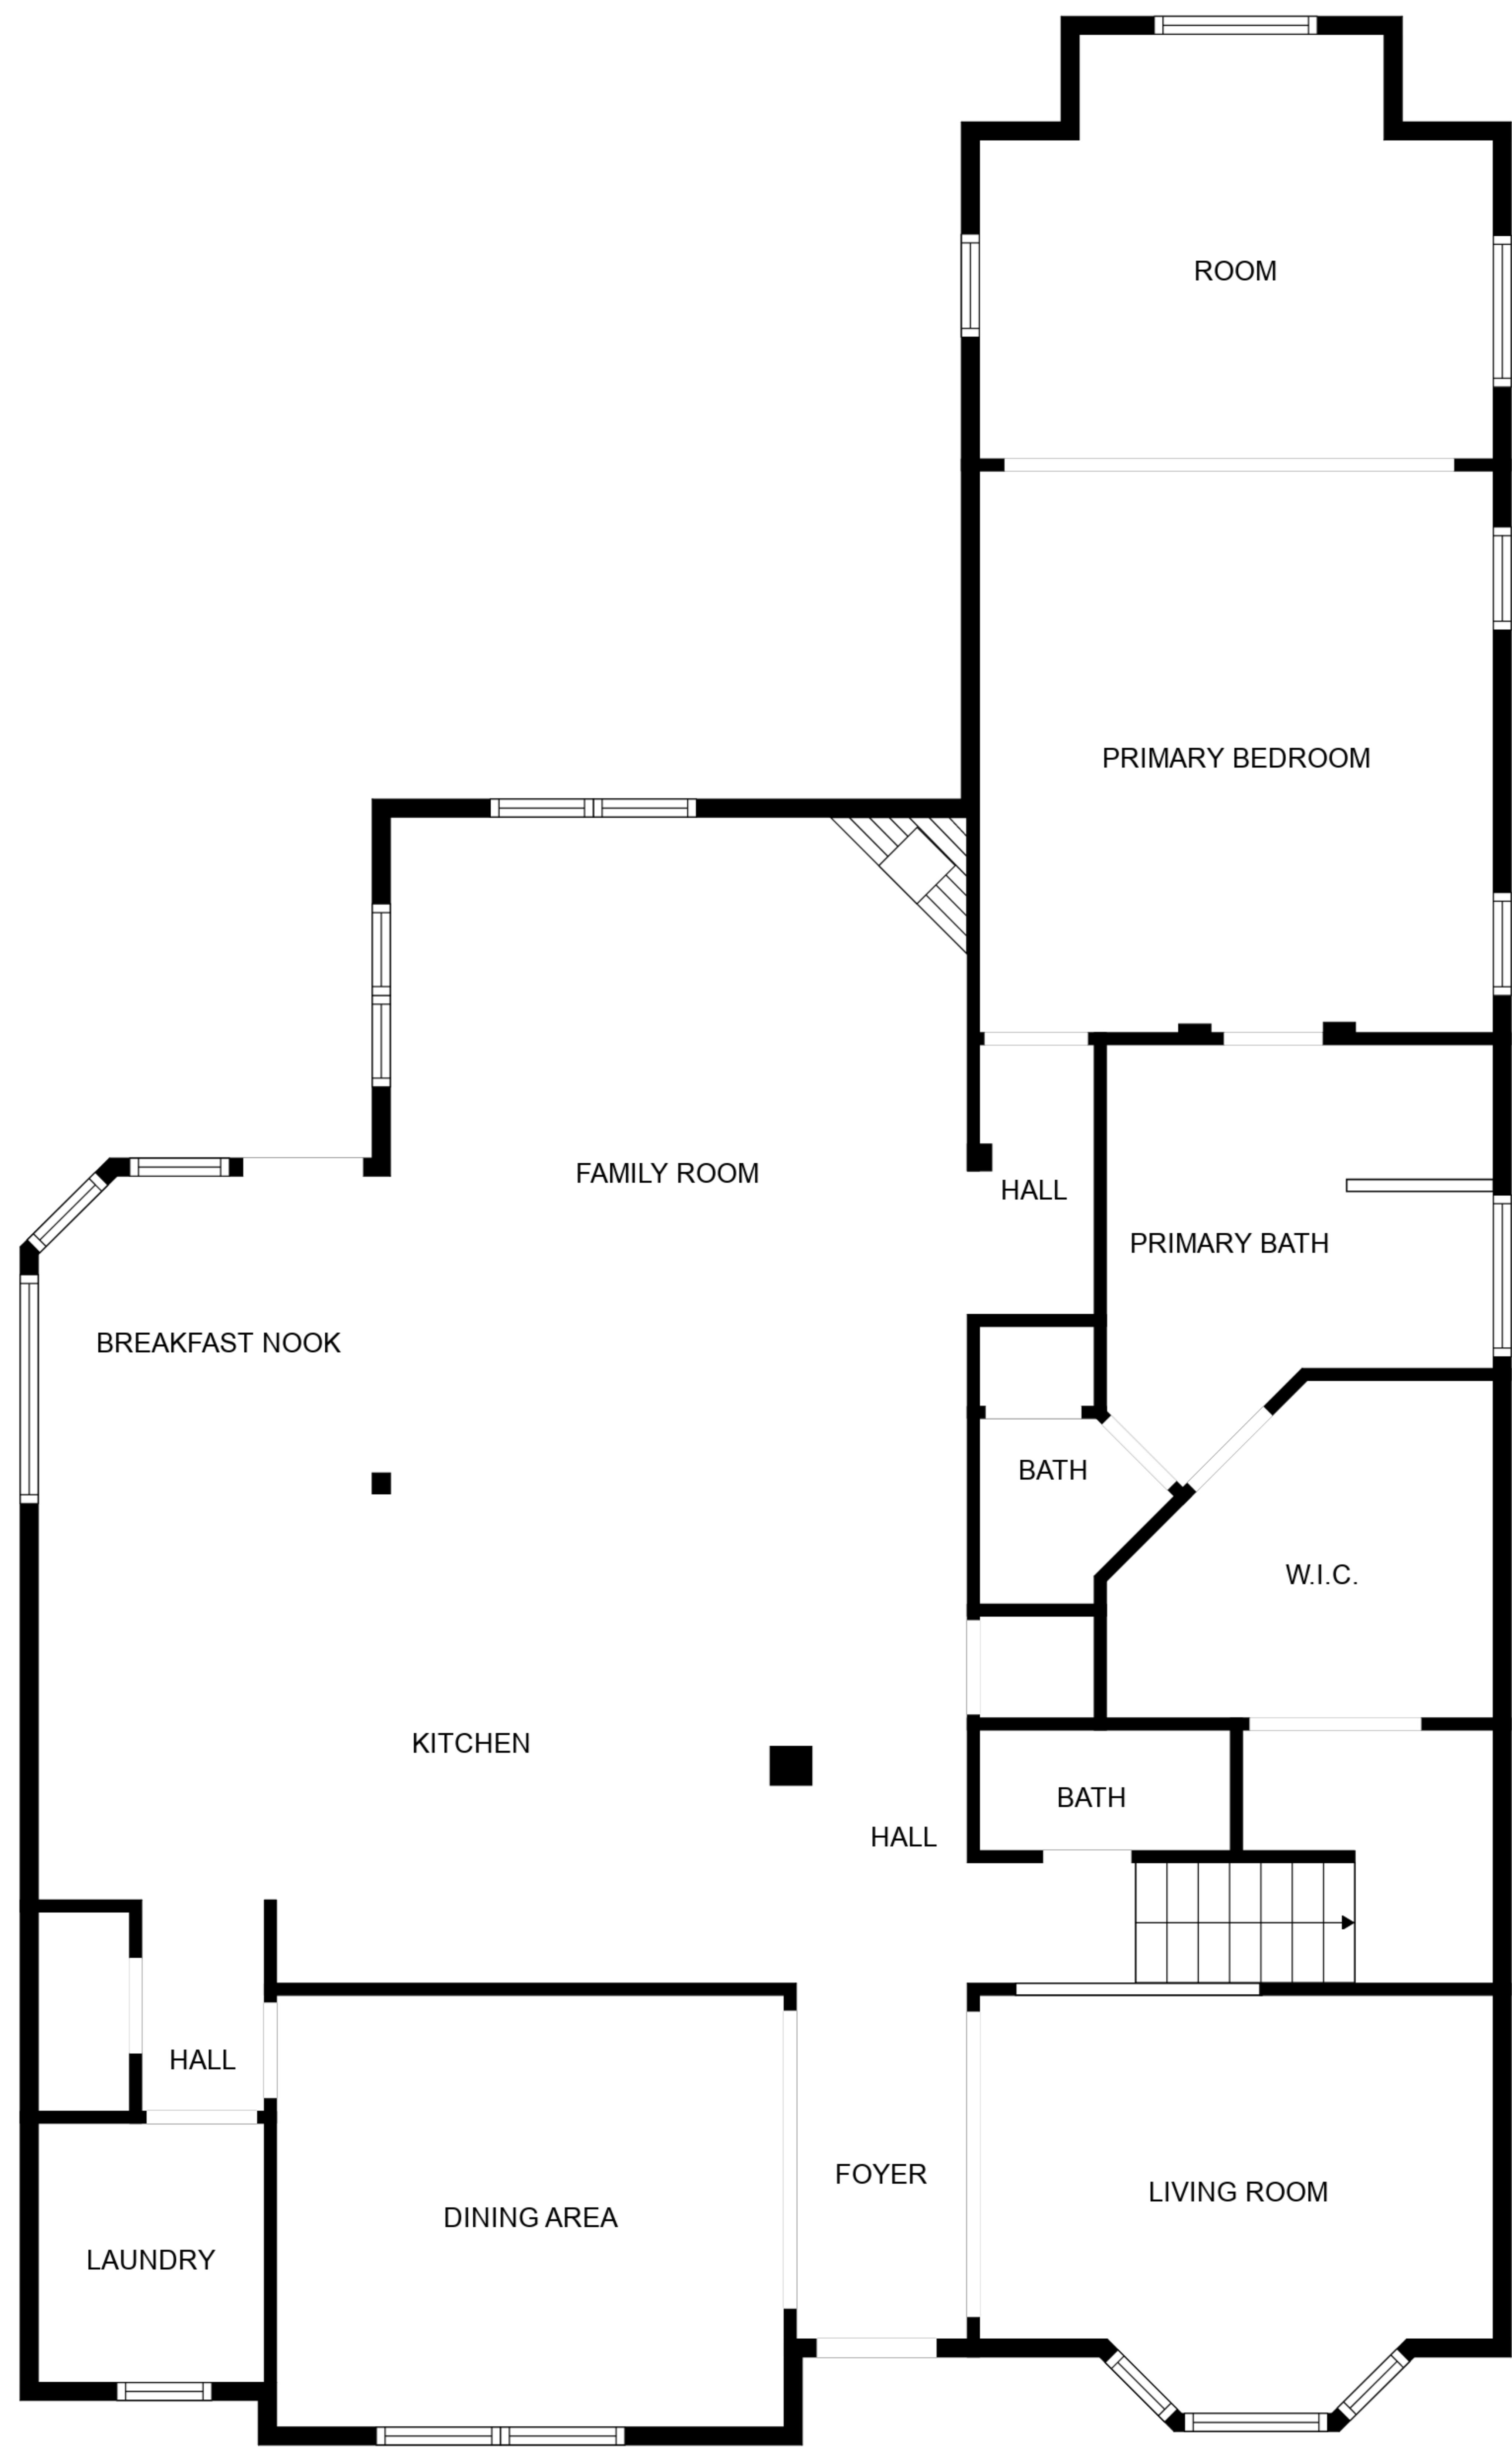 ROOM
PRIMARY BEDROOM
FAMILY ROOM
HALL
PRIMARY BATH
BREAKFAST NOOK
BATH
W.I.C.
KITCHEN
BATH
HALL
HALL
FOYER
LIVING ROOM
DINING AREA
LAUNDRY